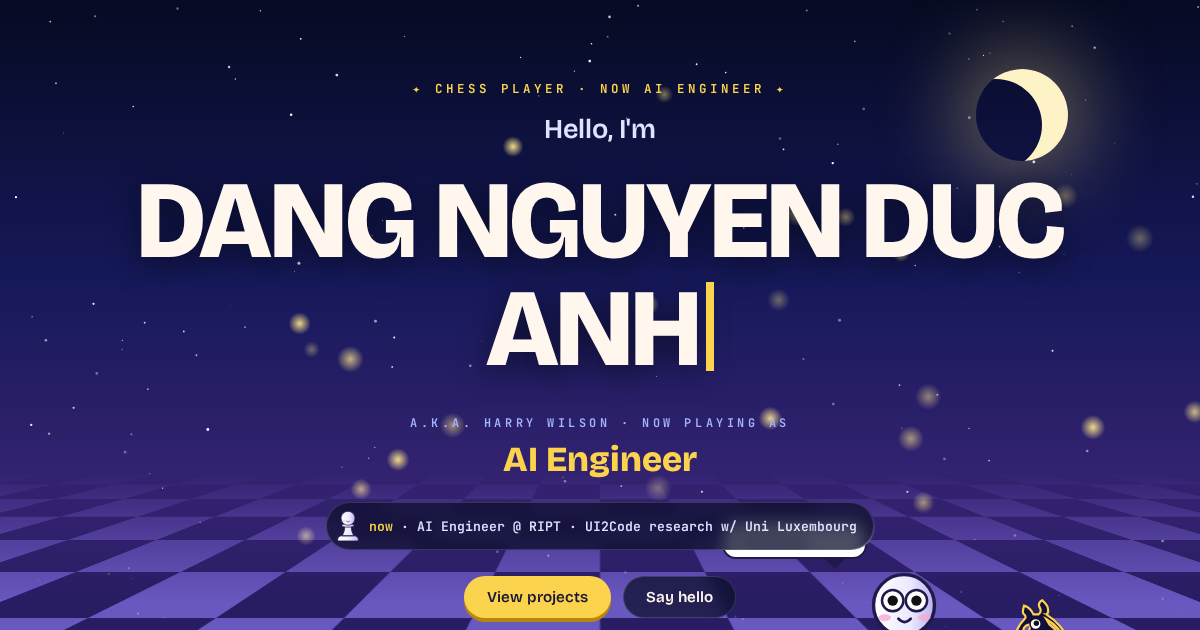 ✦ CHESS PLAYER · NOW AI ENGINEER ✦
Hello, I'm
DANG NGUYEN DUC
ANH
A.K.A. HARRY WILSON · NOW PLAYING AS
AI Engineer
now · AI Engineer @ RIPT · UI2Code research w/ Uni Luxembourg
View projects
Say hello